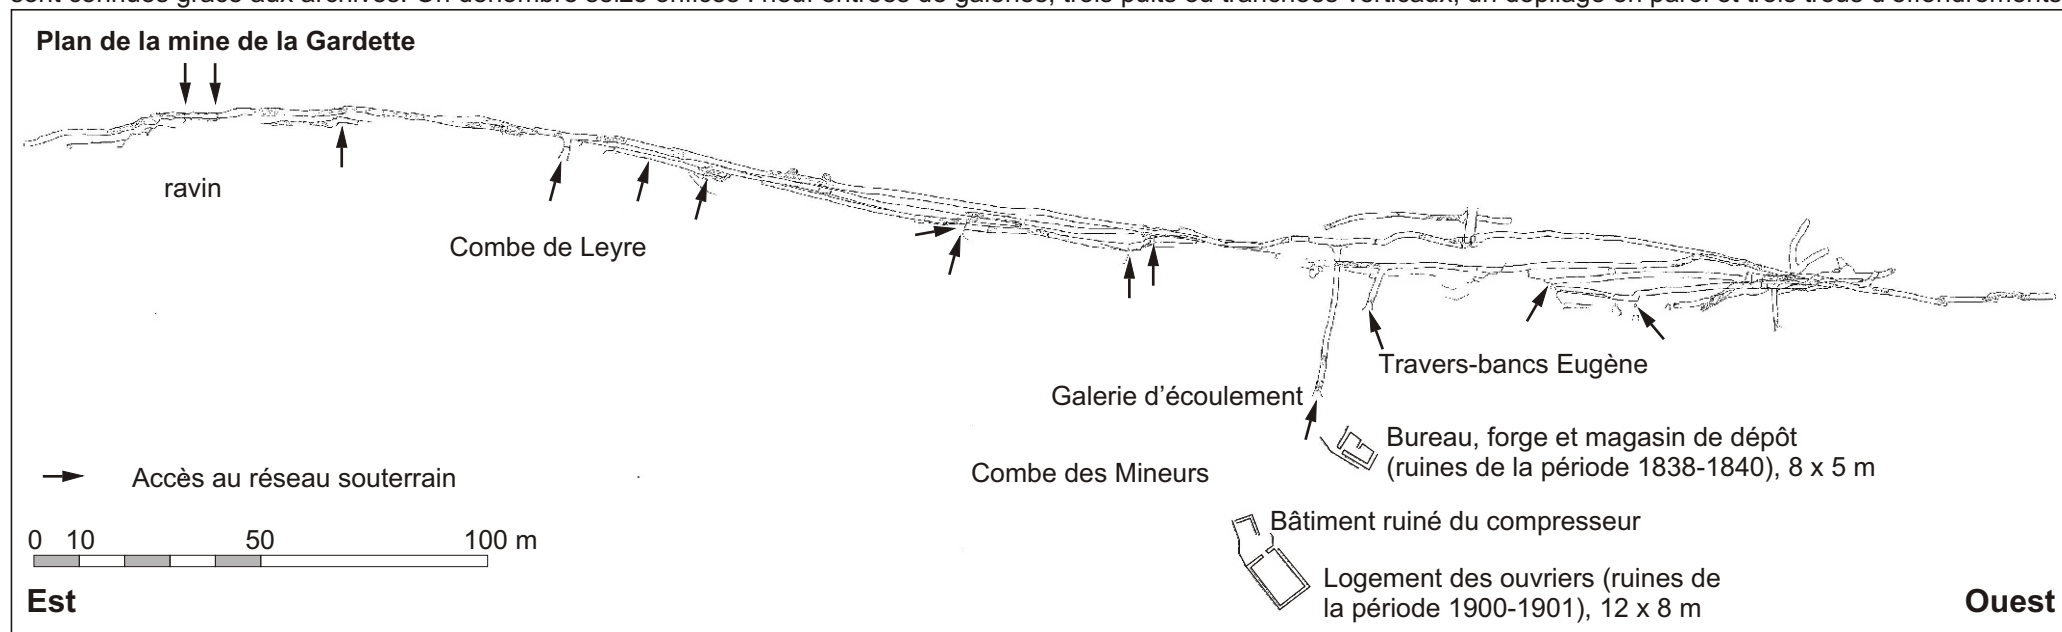 Plan de la mine de la Gardette
ravin
Combe de Leyre
Travers-bancs Eugène
Galerie d'écoulement
Bureau, forge et magasin de dépôt
(ruines de la période 1838-1840), 8 x 5 m
Combe des Mineurs
Accès au réseau souterrain
Bâtiment ruiné du compresseur
0 10 50 100 m
Logement des ouvriers (ruines de
la période 1900-1901), 12 x 8 m
Est
Ouest